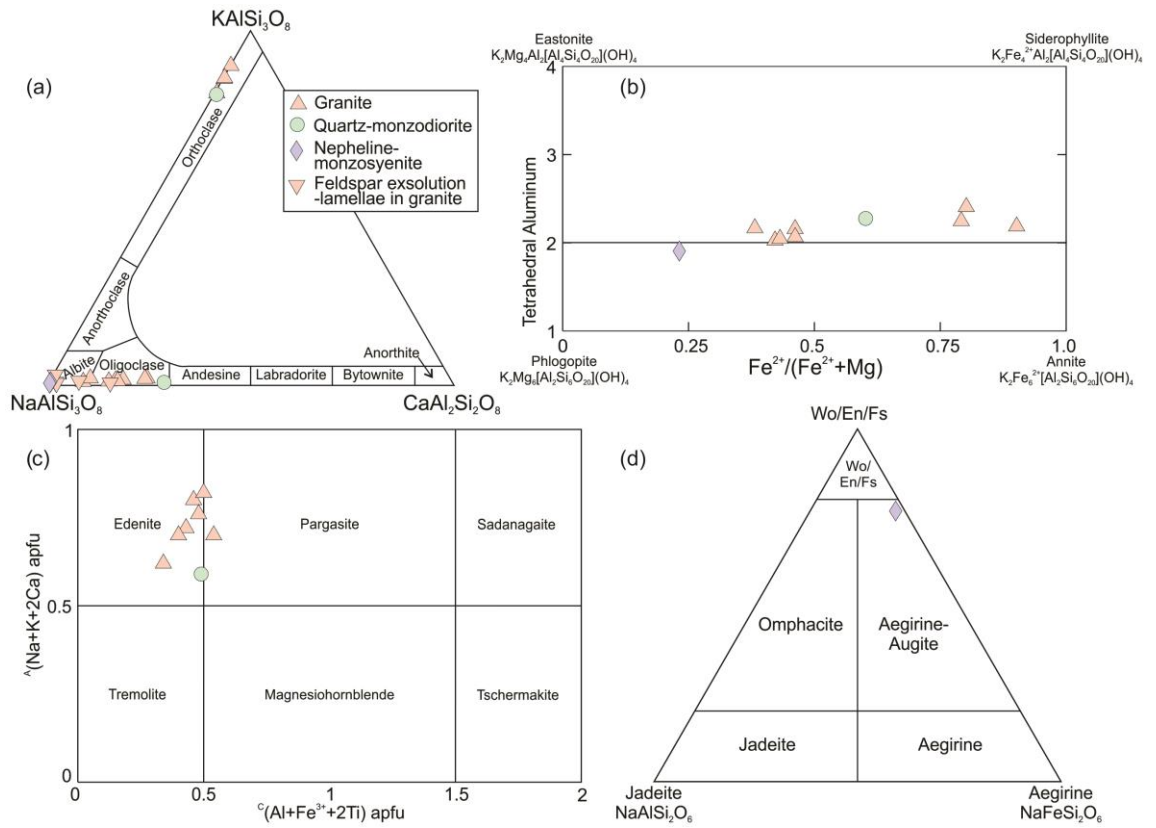 KAlSi₃O₈
(a)
Granite
Quartz-monzodiorite
Nepheline-
monzosyenite
Feldspar exsolution
-lamellae in granite
Orthoclase
Anorthoclase
Albite
Oligoclase
Andesine
Labradorite
Bytownite
Anorthite
NaAlSi₃O₈
CaAl₂Si₂O₈
Eastonite
K₂Mg₄Al₂[Al₄Si₄O₂₀](OH)₄
Siderophyllite
K₂Fe₄²⁺Al₂[Al₄Si₄O₂₀](OH)₄
(b)
4
3
2
1
Tetrahedral Aluminum
0
0.25
0.5
0.75
1.0
Phlogopite
K₂Mg₆[Al₂Si₆O₂₀](OH)₄
Fe²⁺/(Fe²⁺+Mg)
Annite
K₂Fe₆²⁺[Al₂Si₆O₂₀](OH)₄
(c)
1
0.5
0
ᴬ(Na+K+2Ca) apfu
Edenite
Pargasite
Sadanagaite
Tremolite
Magnesiohornblende
Tschermakite
0
0.5
1
1.5
2
ᶜ(Al+Fe³⁺+2Ti) apfu
Wo/En/Fs
(d)
Wo/
En/Fs
Omphacite
Aegirine-
Augite
Jadeite
Aegirine
Jadeite
NaAlSi₂O₆
Aegirine
NaFeSi₂O₆